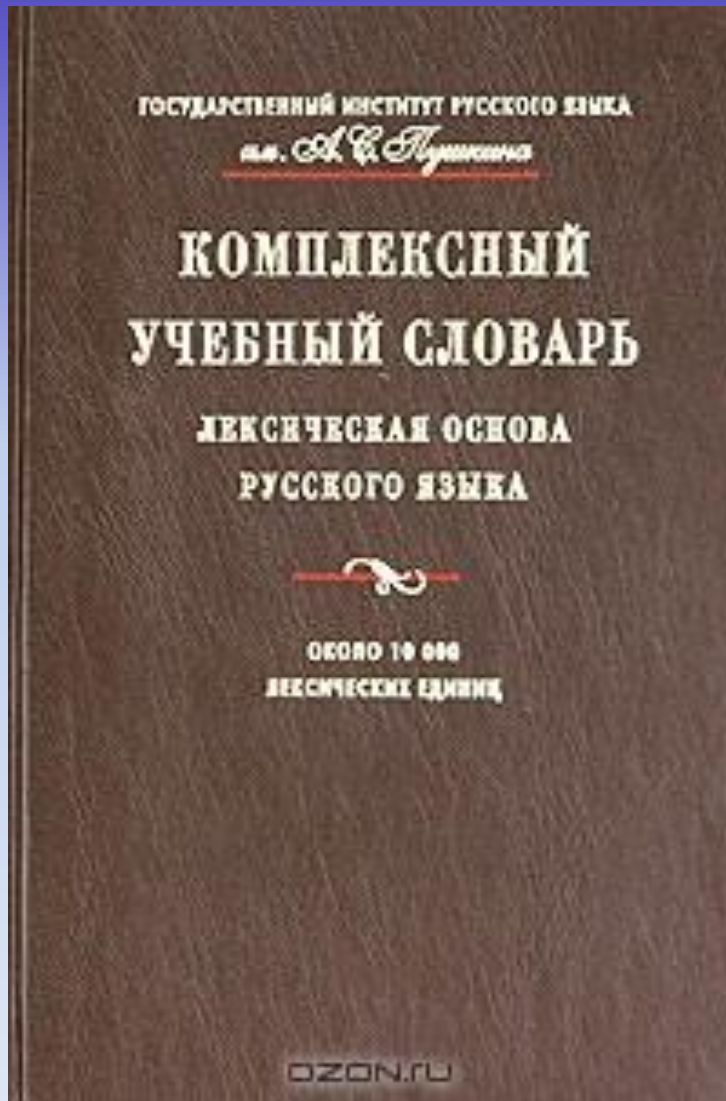 ГОСУДАРСТВЕННЫЙ ИНСТИТУТ РУССКОГО ЯЗЫКА
им. А. С. Пушкина
КОМПЛЕКСНЫЙ
УЧЕБНЫЙ СЛОВАРЬ
ЛЕКСИЧЕСКАЯ ОСНОВА
РУССКОГО ЯЗЫКА
ОКОЛО 10 000
ЛЕКСИЧЕСКИХ ЕДИНИЦ
OZON.ru